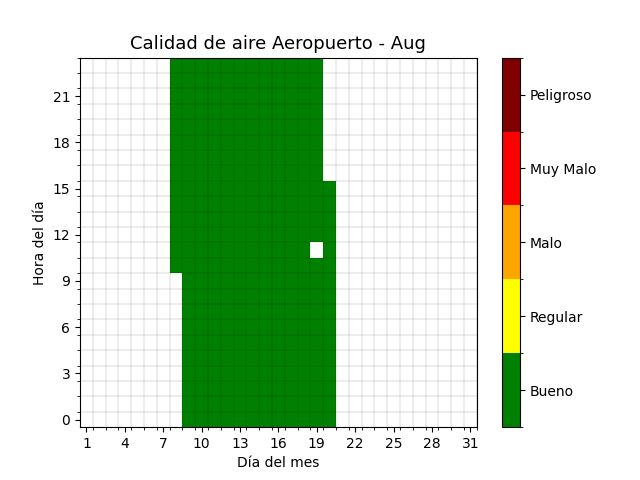 Calidad de aire Aeropuerto - Aug
Hora del día
21
18
15
12
9
6
3
0
1 4 7 10 13 16 19 22 25 28 31
Día del mes
Peligroso
Muy Malo
Malo
Regular
Bueno